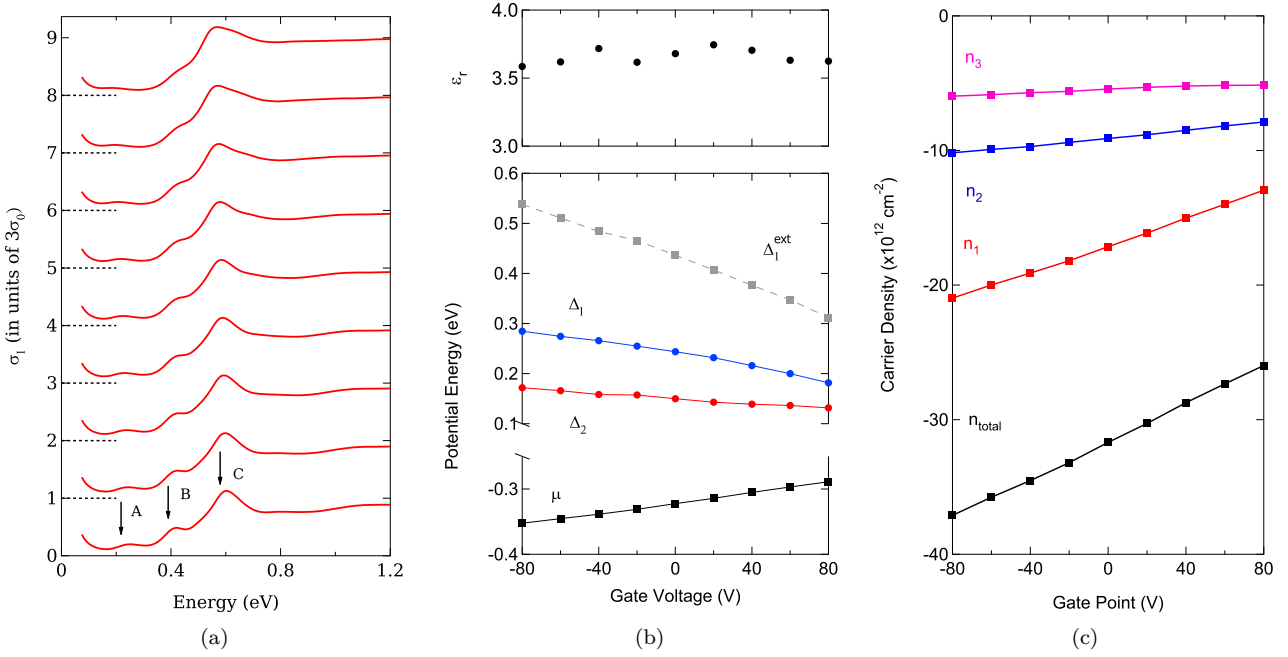 9
8
7
6
5
4
3
2
1
0
σ₁ (in units of 3σ₀)
A
B
C
0
0.4
0.8
1.2
Energy (eV)
(a)
4.0
3.5
3.0
εᵣ
0.6
0.5
0.4
0.3
0.2
0.1
-0.3
-0.4
Potential Energy (eV)
Δ₁ᵉˣᵗ
Δ₁
Δ₂
μ
-80
-40
0
40
80
Gate Voltage (V)
(b)
0
-10
-20
-30
-40
Carrier Density (x10¹² cm⁻²)
n₃
n₂
n₁
n_total
-80
-40
0
40
80
Gate Point (V)
(c)